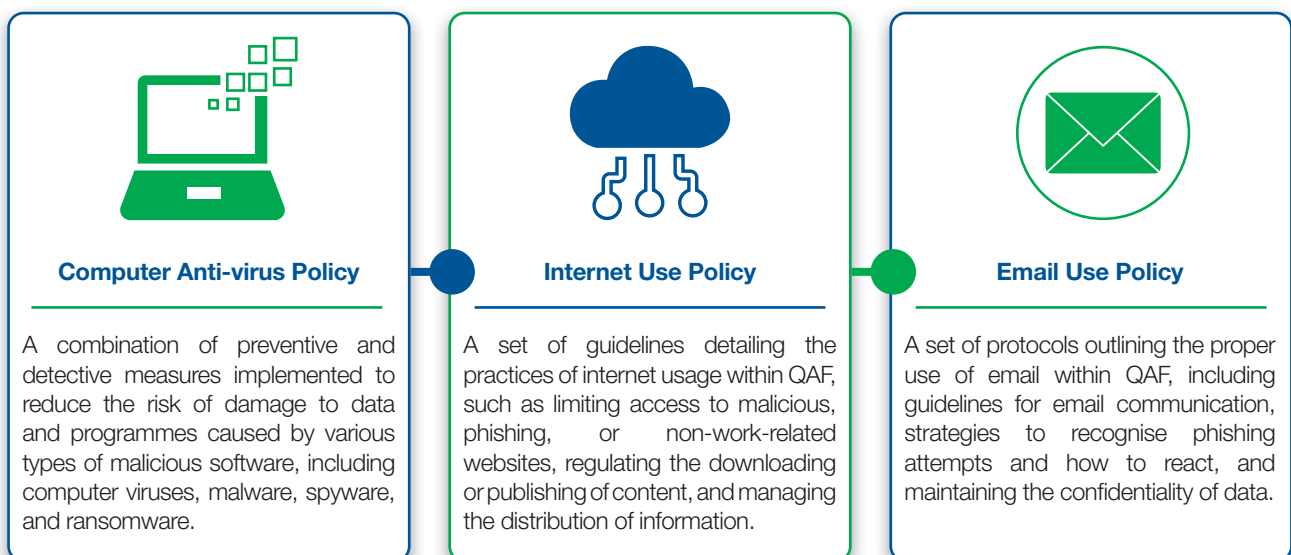 Computer Anti-virus Policy
A combination of preventive and
detective measures implemented to
reduce the risk of damage to data
and programmes caused by various
types of malicious software, including
computer viruses, malware, spyware,
and ransomware.
Internet Use Policy
A set of guidelines detailing the
practices of internet usage within QAF,
such as limiting access to malicious,
phishing, or non-work-related
websites, regulating the downloading
or publishing of content, and managing
the distribution of information.
Email Use Policy
A set of protocols outlining the proper
use of email within QAF, including
guidelines for email communication,
strategies to recognise phishing
attempts and how to react, and
maintaining the confidentiality of data.